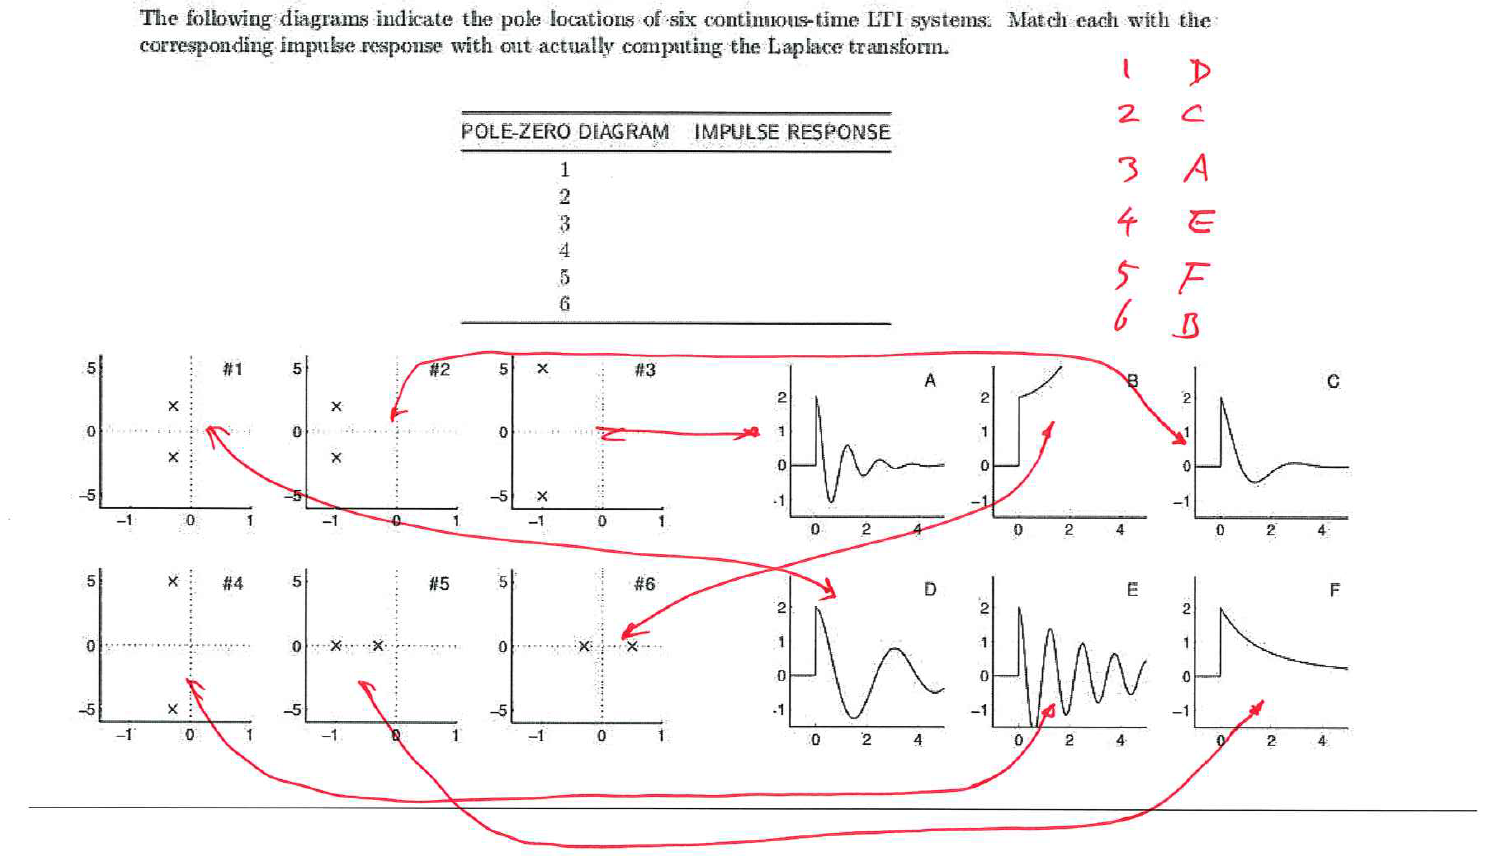 The following diagrams indicate the pole locations of six continuous-time LTI systems. Match each with the
corresponding impulse response with out actually computing the Laplace transform.
1 D
2 C
3 A
4 E
5 F
6 B
POLE-ZERO DIAGRAM IMPULSE RESPONSE
1
2
3
4
5
6
#1
5
0
−5
−1 0 1
#2
5
0
−5
−1 0 1
#3
5
0
−5
−1 0 1
A
2
1
0
-1
0 2 4
B
2
1
0
−1
0 2 4
C
2
1
0
−1
0 2 4
#4
5
0
−5
−1 0 1
#5
5
0
−5
−1 0 1
#6
5
0
−5
−1 0 1
D
2
1
0
-1
0 2 4
E
2
1
0
−1
0 2 4
F
2
1
0
−1
0 2 4